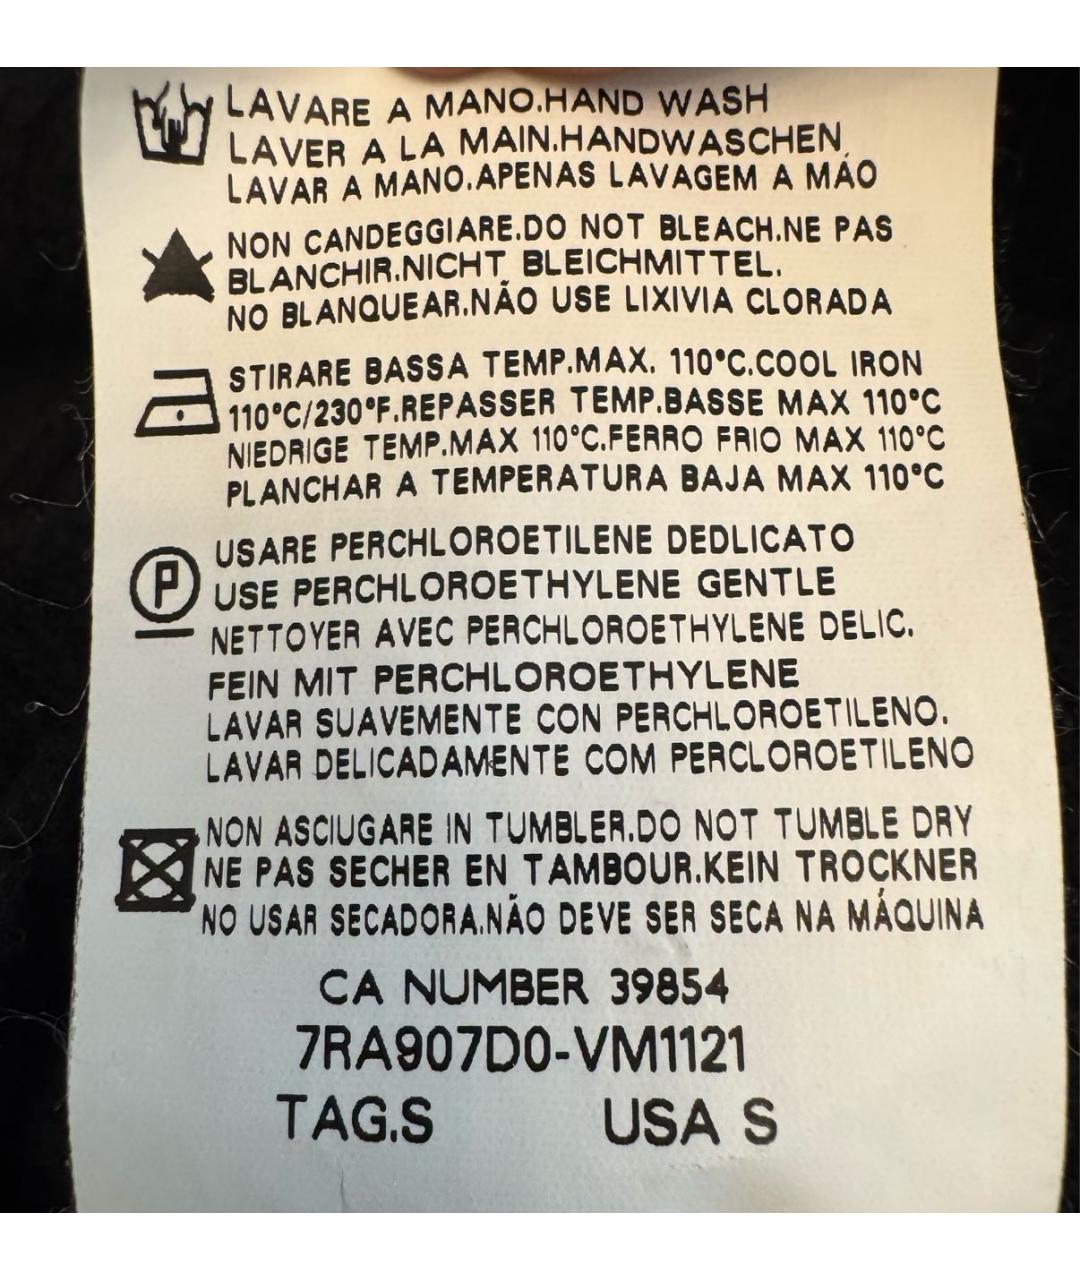 LAVARE A MANO.HAND WASH
LAVER A LA MAIN.HANDWASCHEN
LAVAR A MANO.APENAS LAVAGEM A MÃO
NON CANDEGGIARE.DO NOT BLEACH.NE PAS
BLANCHIR.NICHT BLEICHMITTEL.
NO BLANQUEAR.NÃO USE LIXIVIA CLORADA
STIRARE BASSA TEMP.MAX. 110°C.COOL IRON
110°C/230°F.REPASSER TEMP.BASSE MAX 110°C
NIEDRIGE TEMP.MAX 110°C.FERRO FRIO MAX 110°C
PLANCHAR A TEMPERATURA BAJA MAX 110°C
P
USARE PERCHLOROETILENE DEDLICATO
USE PERCHLOROETHYLENE GENTLE
NETTOYER AVEC PERCHLOROETHYLENE DELIC.
FEIN MIT PERCHLOROETHYLENE
LAVAR SUAVEMENTE CON PERCHLOROETILENO.
LAVAR DELICADAMENTE COM PERCLOROETILENO
NON ASCIUGARE IN TUMBLER.DO NOT TUMBLE DRY
NE PAS SECHER EN TAMBOUR.KEIN TROCKNER
NO USAR SECADORA.NÃO DEVE SER SECA NA MÁQUINA
CA NUMBER 39854
7RA907D0-VM1121
TAG.S USA S